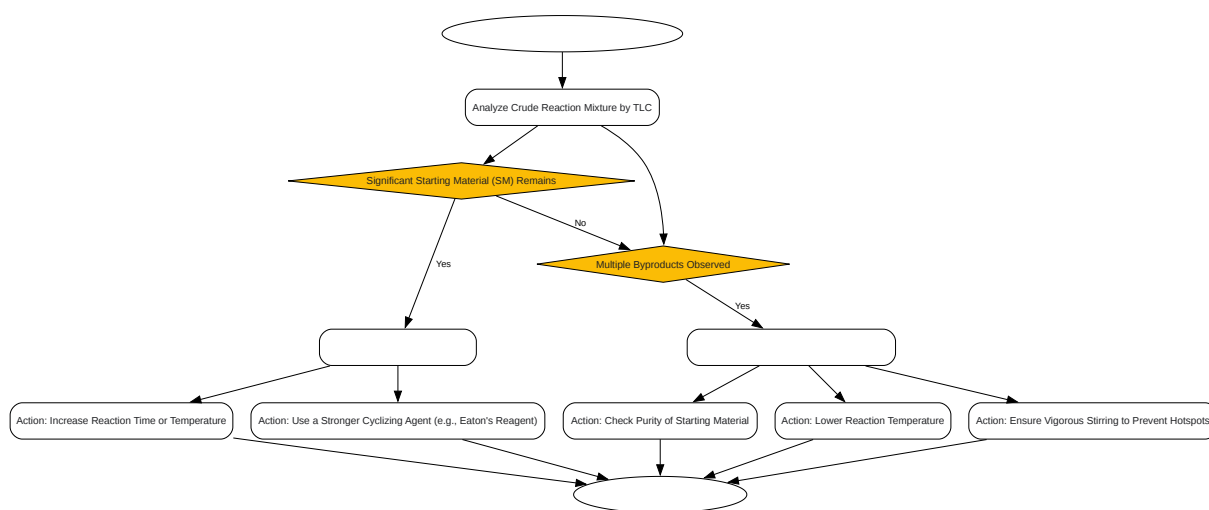 Analyze Crude Reaction Mixture by TLC
Significant Starting Material (SM) Remains
No
Multiple Byproducts Observed
Yes
Yes
Action: Increase Reaction Time or Temperature
Action: Use a Stronger Cyclizing Agent (e.g., Eaton's Reagent)
Action: Check Purity of Starting Material
Action: Lower Reaction Temperature
Action: Ensure Vigorous Stirring to Prevent Hotspots